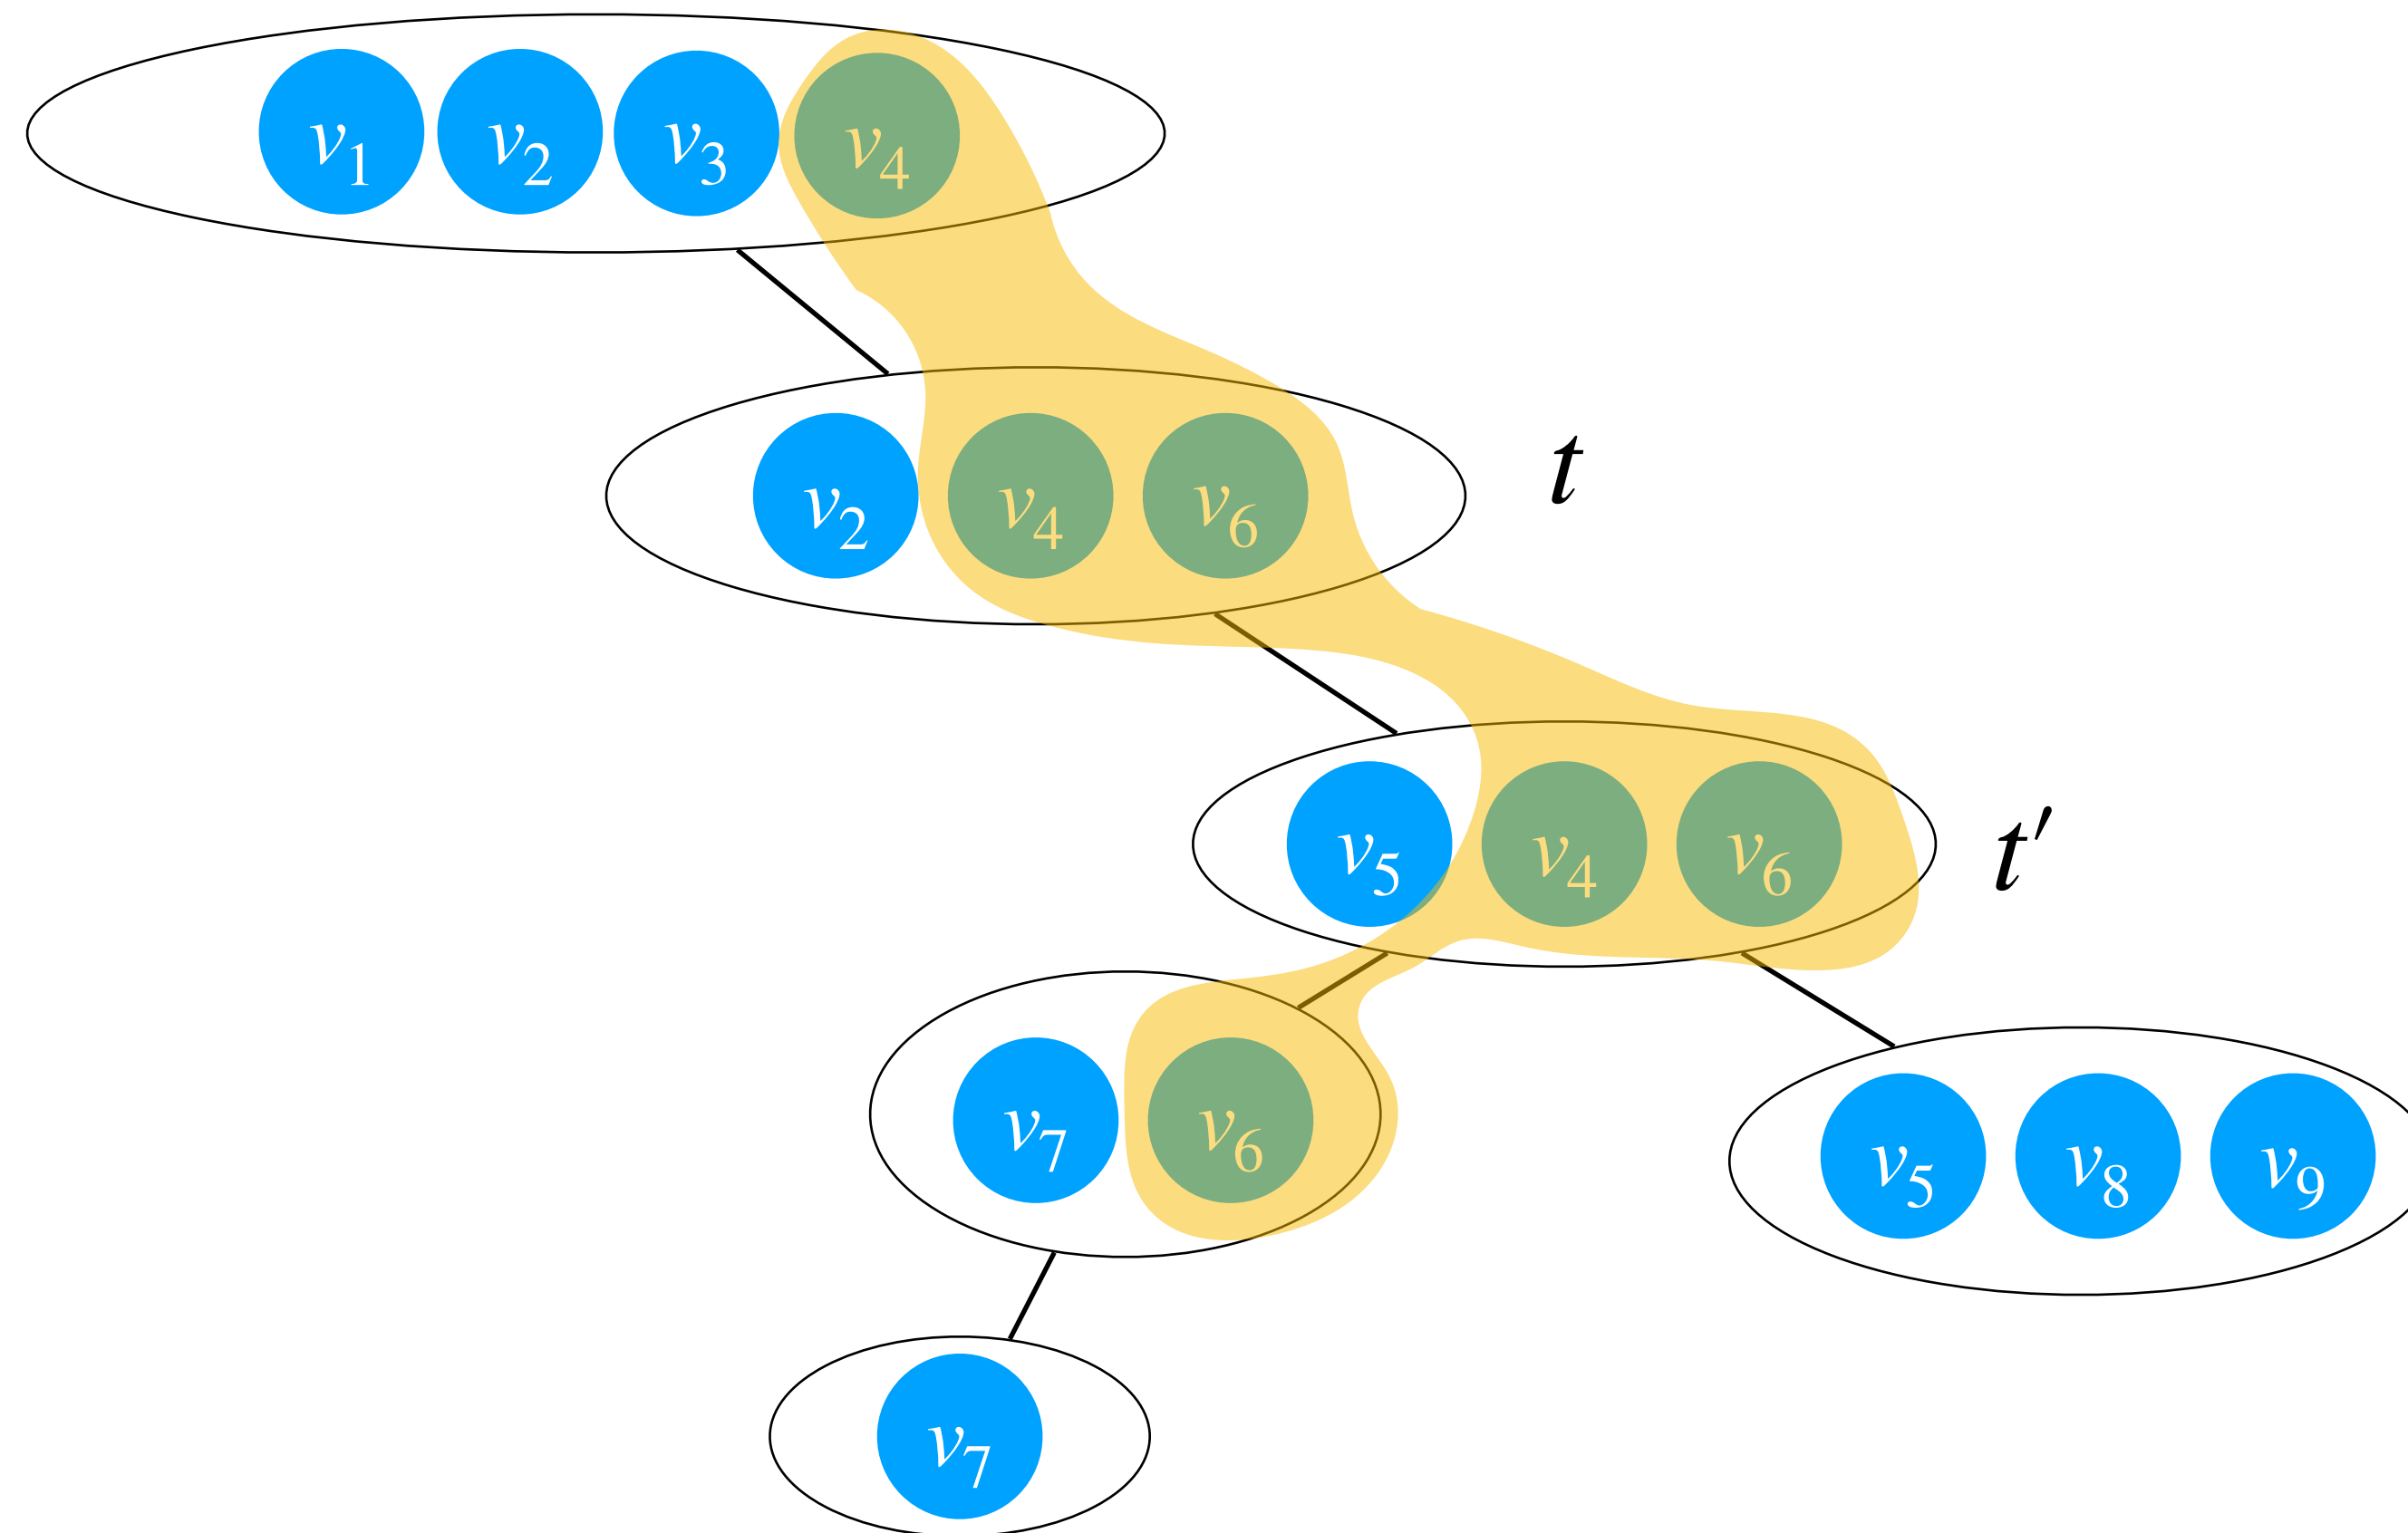 v₁ v₂ v₃ v₄
v₂ v₄ v₆ t
v₅ v₄ v₆ t′
v₇ v₆
v₅ v₈ v₉
v₇